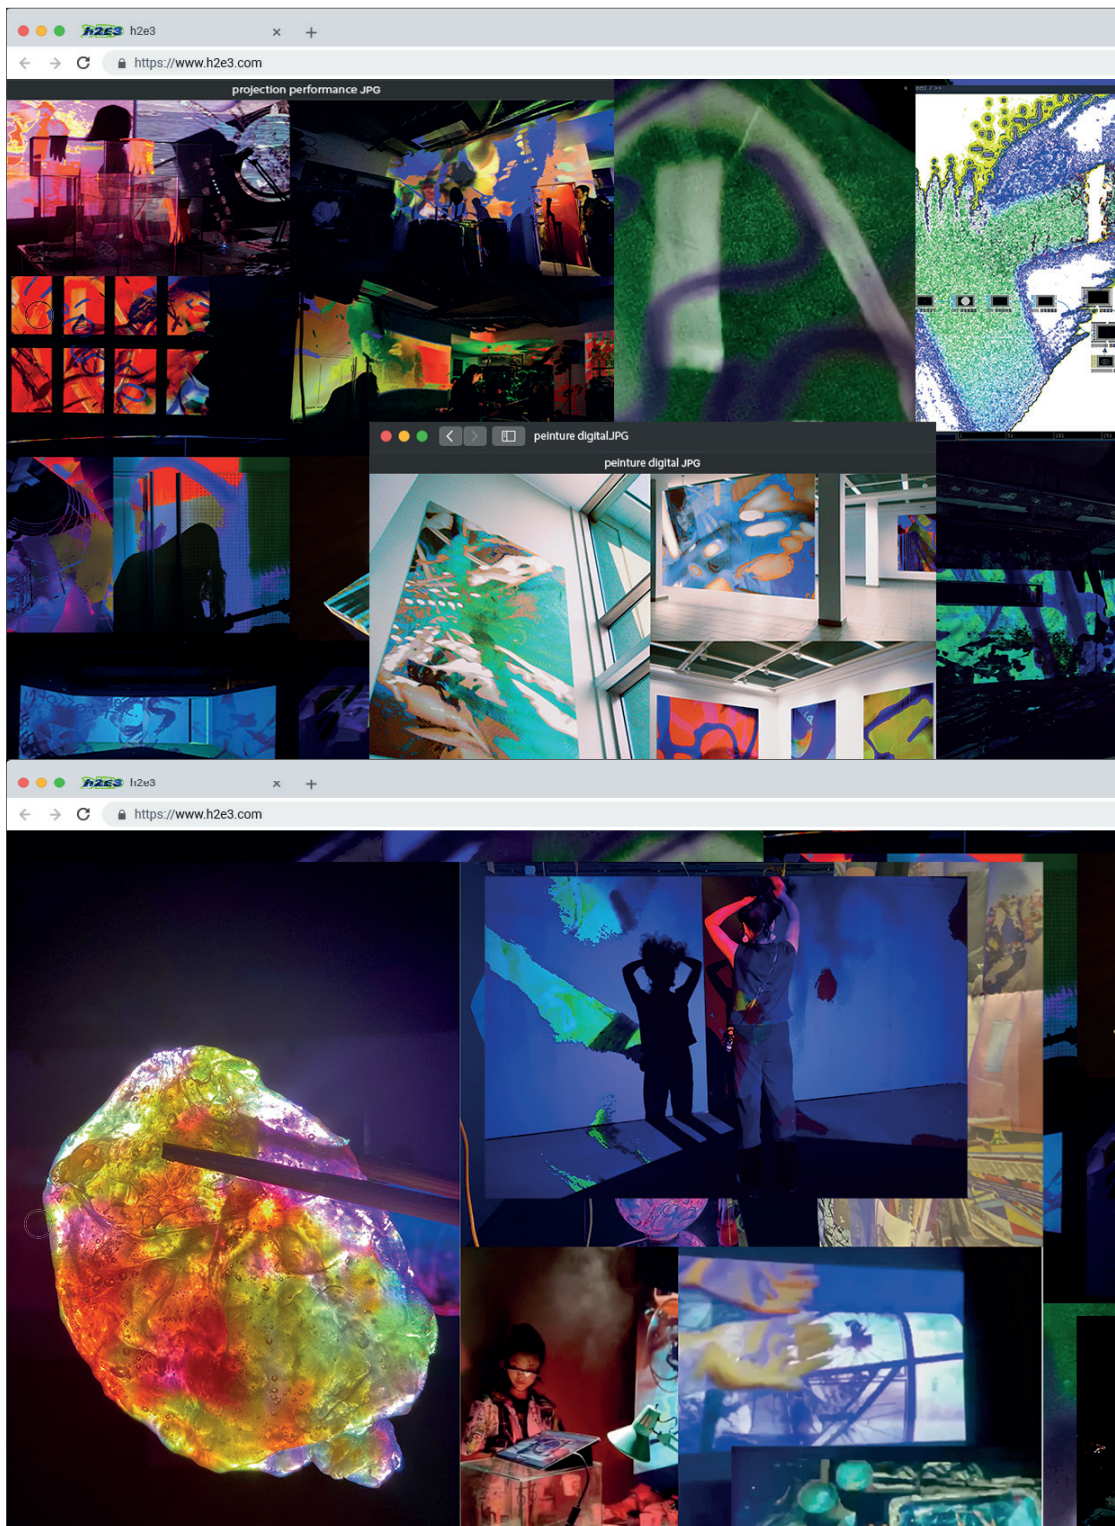 h2e3 h2e3
https://www.h2e3.com
projection performance JPG
peinture digital.JPG
peinture digital JPG
h2e3 h2e3
https://www.h2e3.com